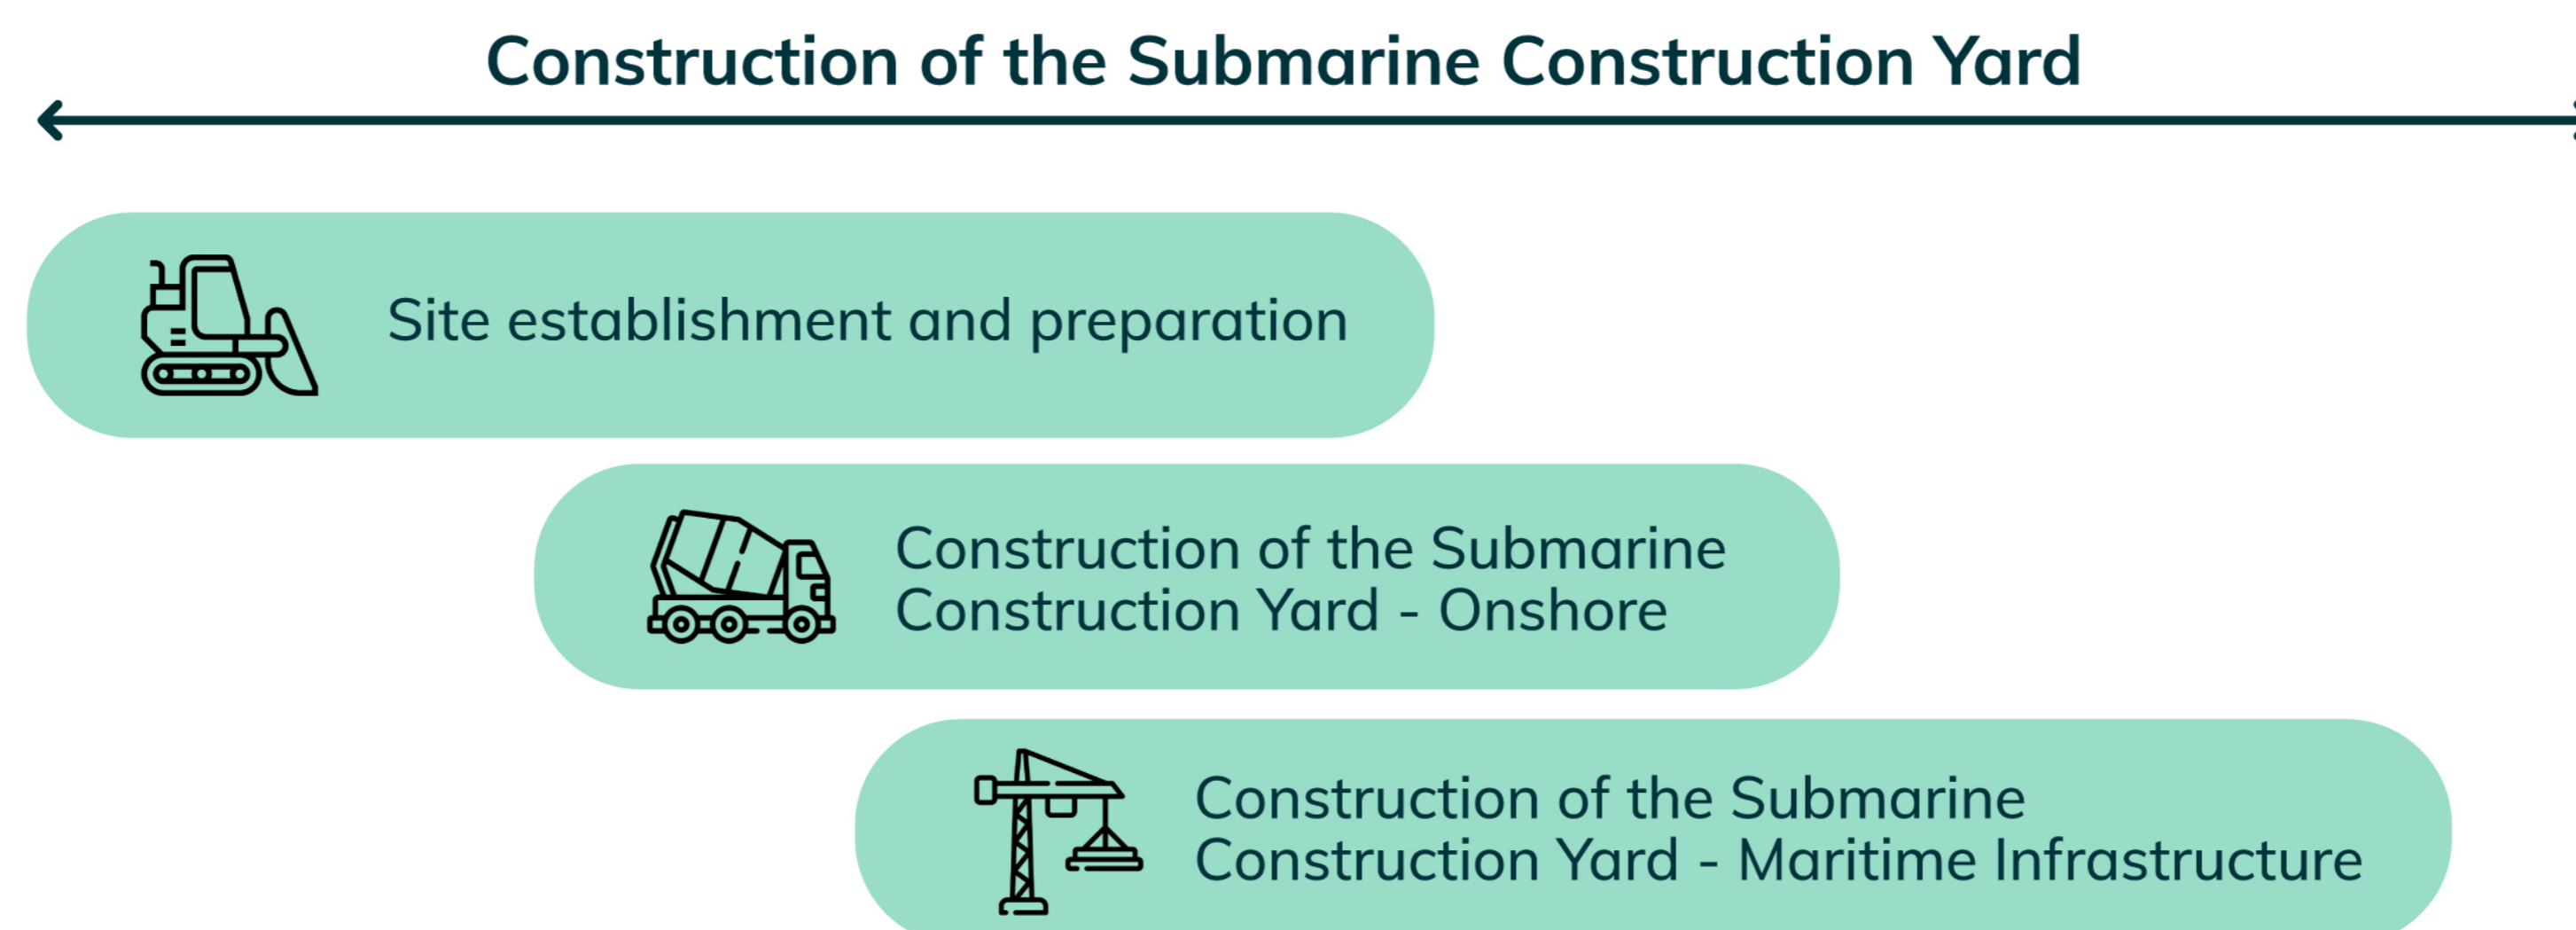 Construction of the Submarine Construction Yard
Site establishment and preparation
Construction of the Submarine
Construction Yard - Onshore
Construction of the Submarine
Construction Yard - Maritime Infrastructure